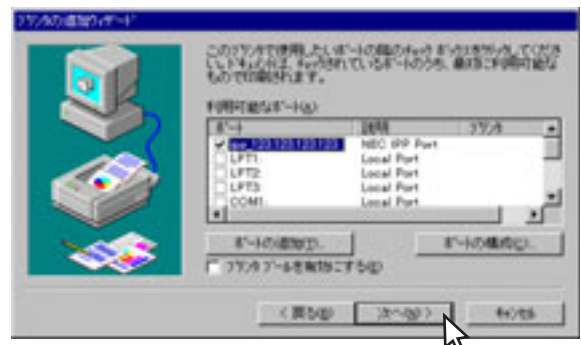 プリンタの追加ウィザード
このプリンタで使用したいポートの隣のチェック ボックスをクリックしてくださ
い。ドキュメントは、チェックされているポートのうち、最初に利用可能な
もので印刷されます。
利用可能なポート(A)
ポート 説明 プリンタ
123.123.123.123 NEC IPP Port
LPT1: Local Port
LPT2: Local Port
LPT3: Local Port
COM1: Local Port
ポートの追加(T)... ポートの構成(C)...
プリンタ プールを有効にする(E)
< 戻る(B) 次へ(N) > キャンセル